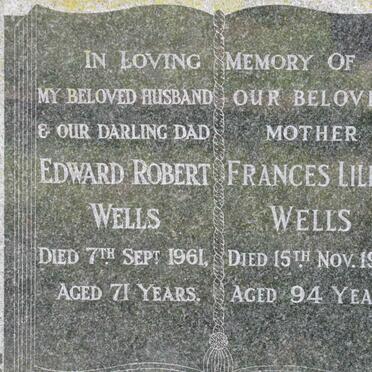 IN LOVING MEMORY OF
MY BELOVED HUSBAND
& OUR DARLING DAD
EDWARD ROBERT
WELLS
DIED 7TH SEPT 1961,
AGED 71 YEARS.
OUR
MOTHER
FRANCES
WELLS
DIED 15TH NOV.
AGED 94